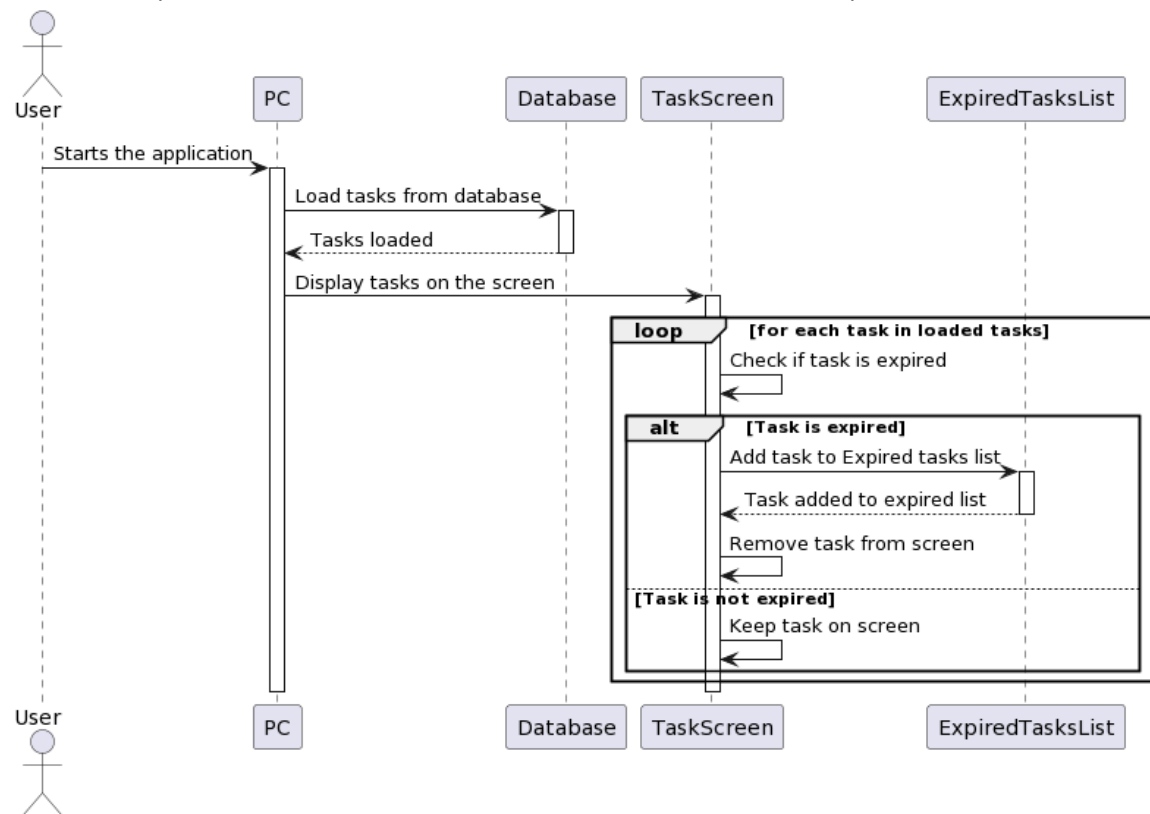 User
PC
Database
TaskScreen
ExpiredTasksList
Starts the application
Load tasks from database
Tasks loaded
Display tasks on the screen
loop
[for each task in loaded tasks]
Check if task is expired
alt
[Task is expired]
Add task to Expired tasks list
Task added to expired list
Remove task from screen
[Task is not expired]
Keep task on screen
User
PC
Database
TaskScreen
ExpiredTasksList